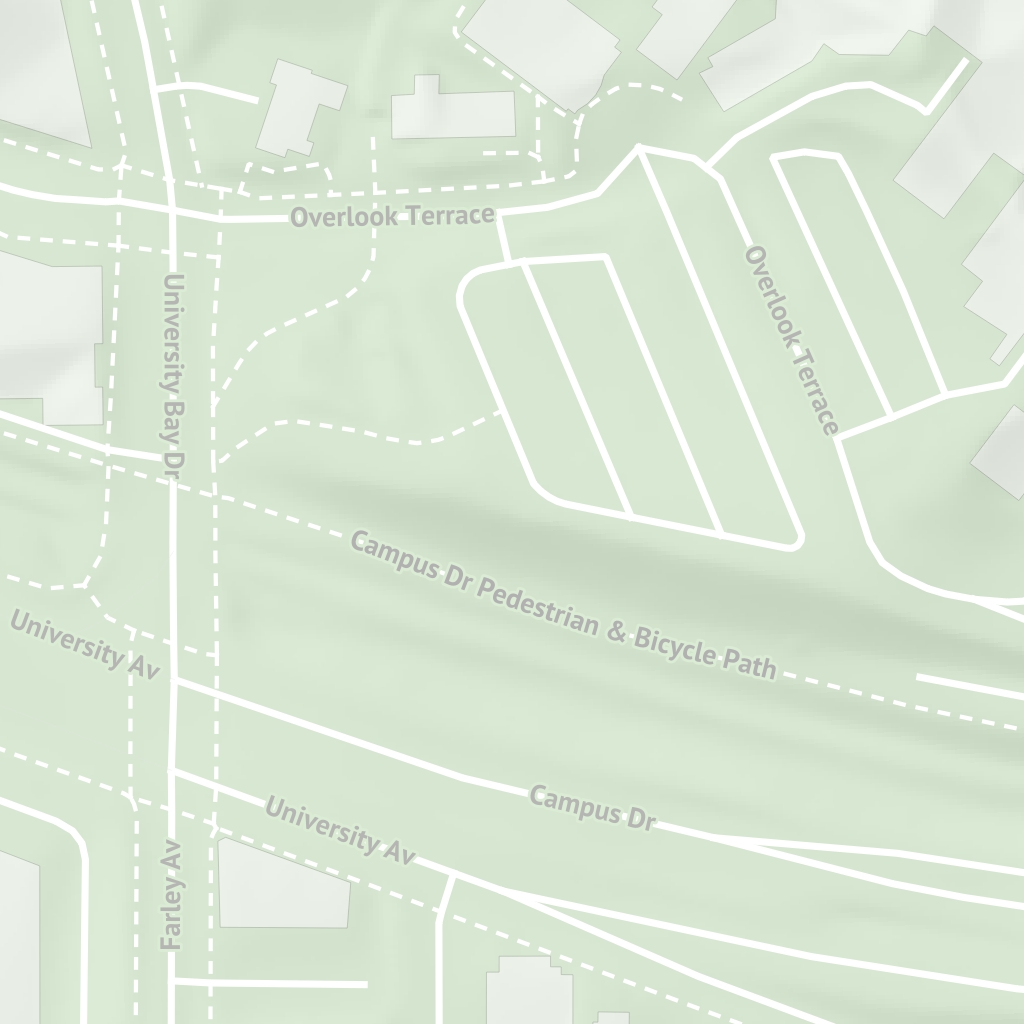 Overlook Terrace
University Bay Dr
Overlook Terrace
Campus Dr Pedestrian & Bicycle Path
University Av
Campus Dr
University Av
Farley Av